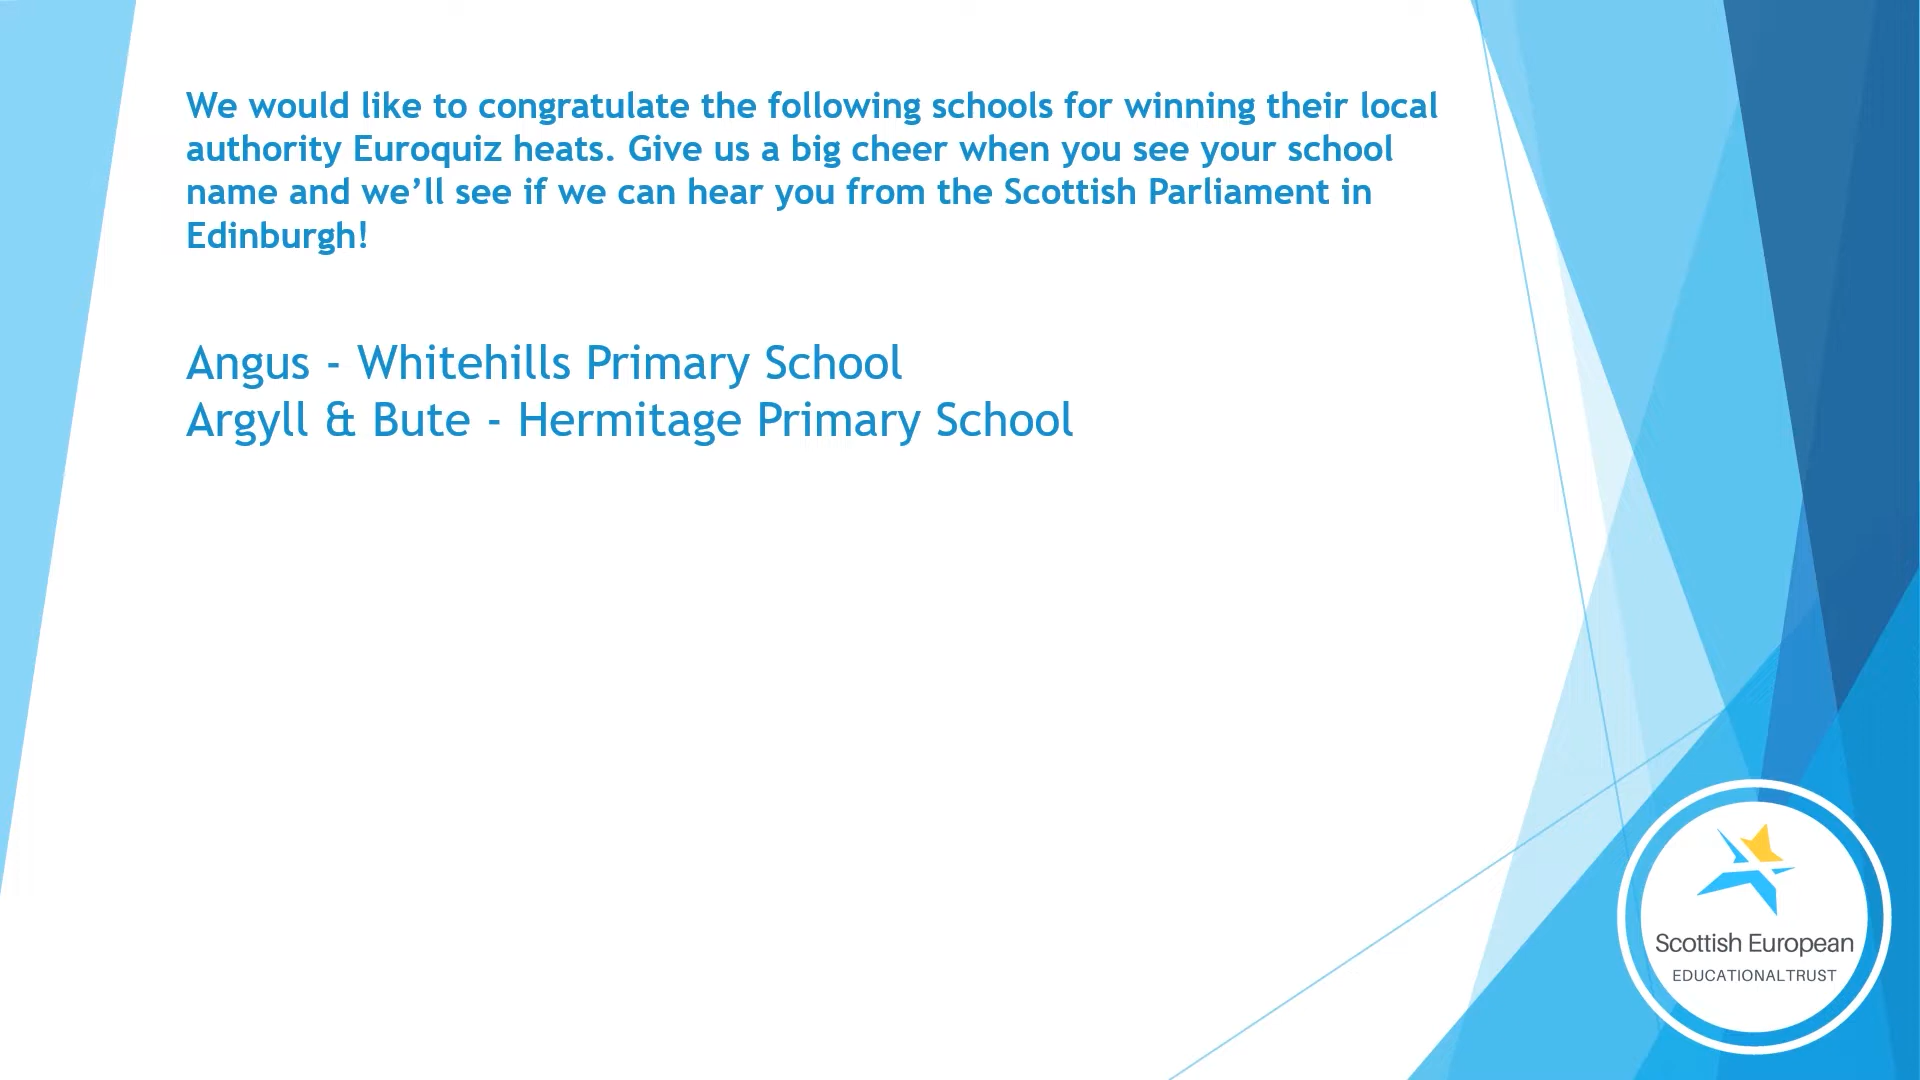 We would like to congratulate the following schools for winning their local
authority Euroquiz heats. Give us a big cheer when you see your school
name and we’ll see if we can hear you from the Scottish Parliament in
Edinburgh!
Angus - Whitehills Primary School
Argyll & Bute - Hermitage Primary School
Scottish European
EDUCATIONAL TRUST